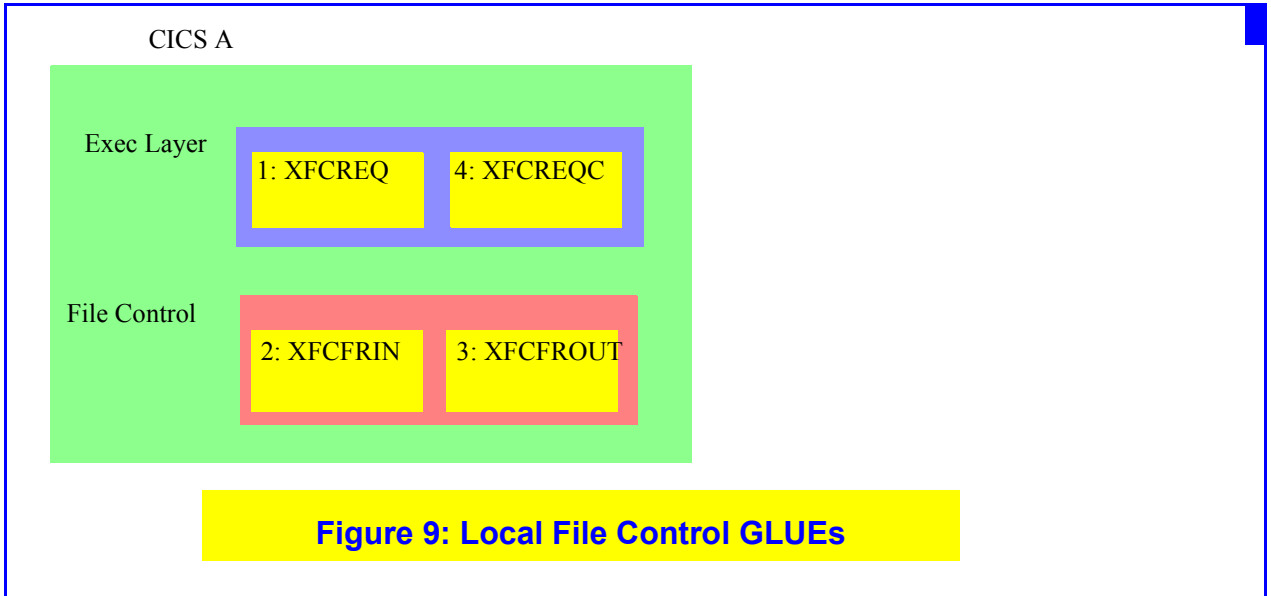 CICS A
Exec Layer
1: XFCREQ
4: XFCREQC
File Control
2: XFCFRIN
3: XFCFROUT
Figure 9: Local File Control GLUEs